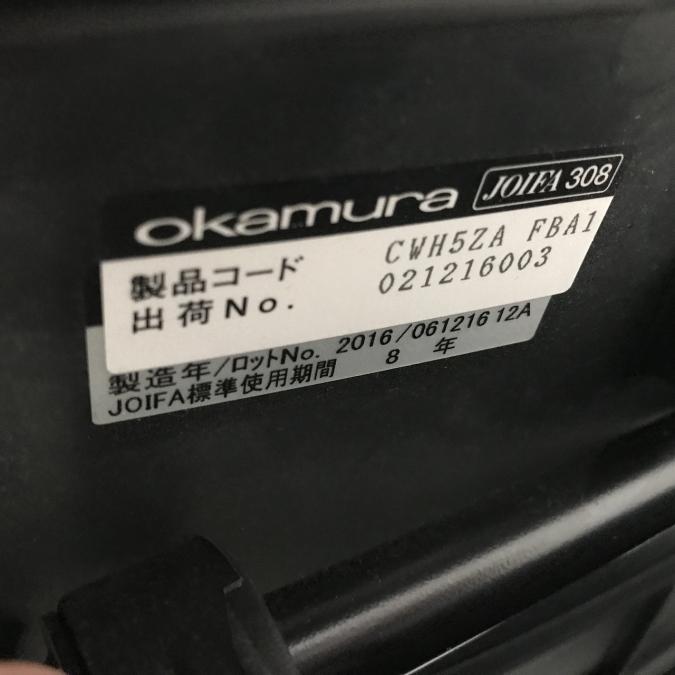 okamura JOIFA 308
製品コード CWH5ZA FBA1
出荷No. 021216003
製造年/ロットNo. 2016/061216 12A
JOIFA標準使用期間 8 年